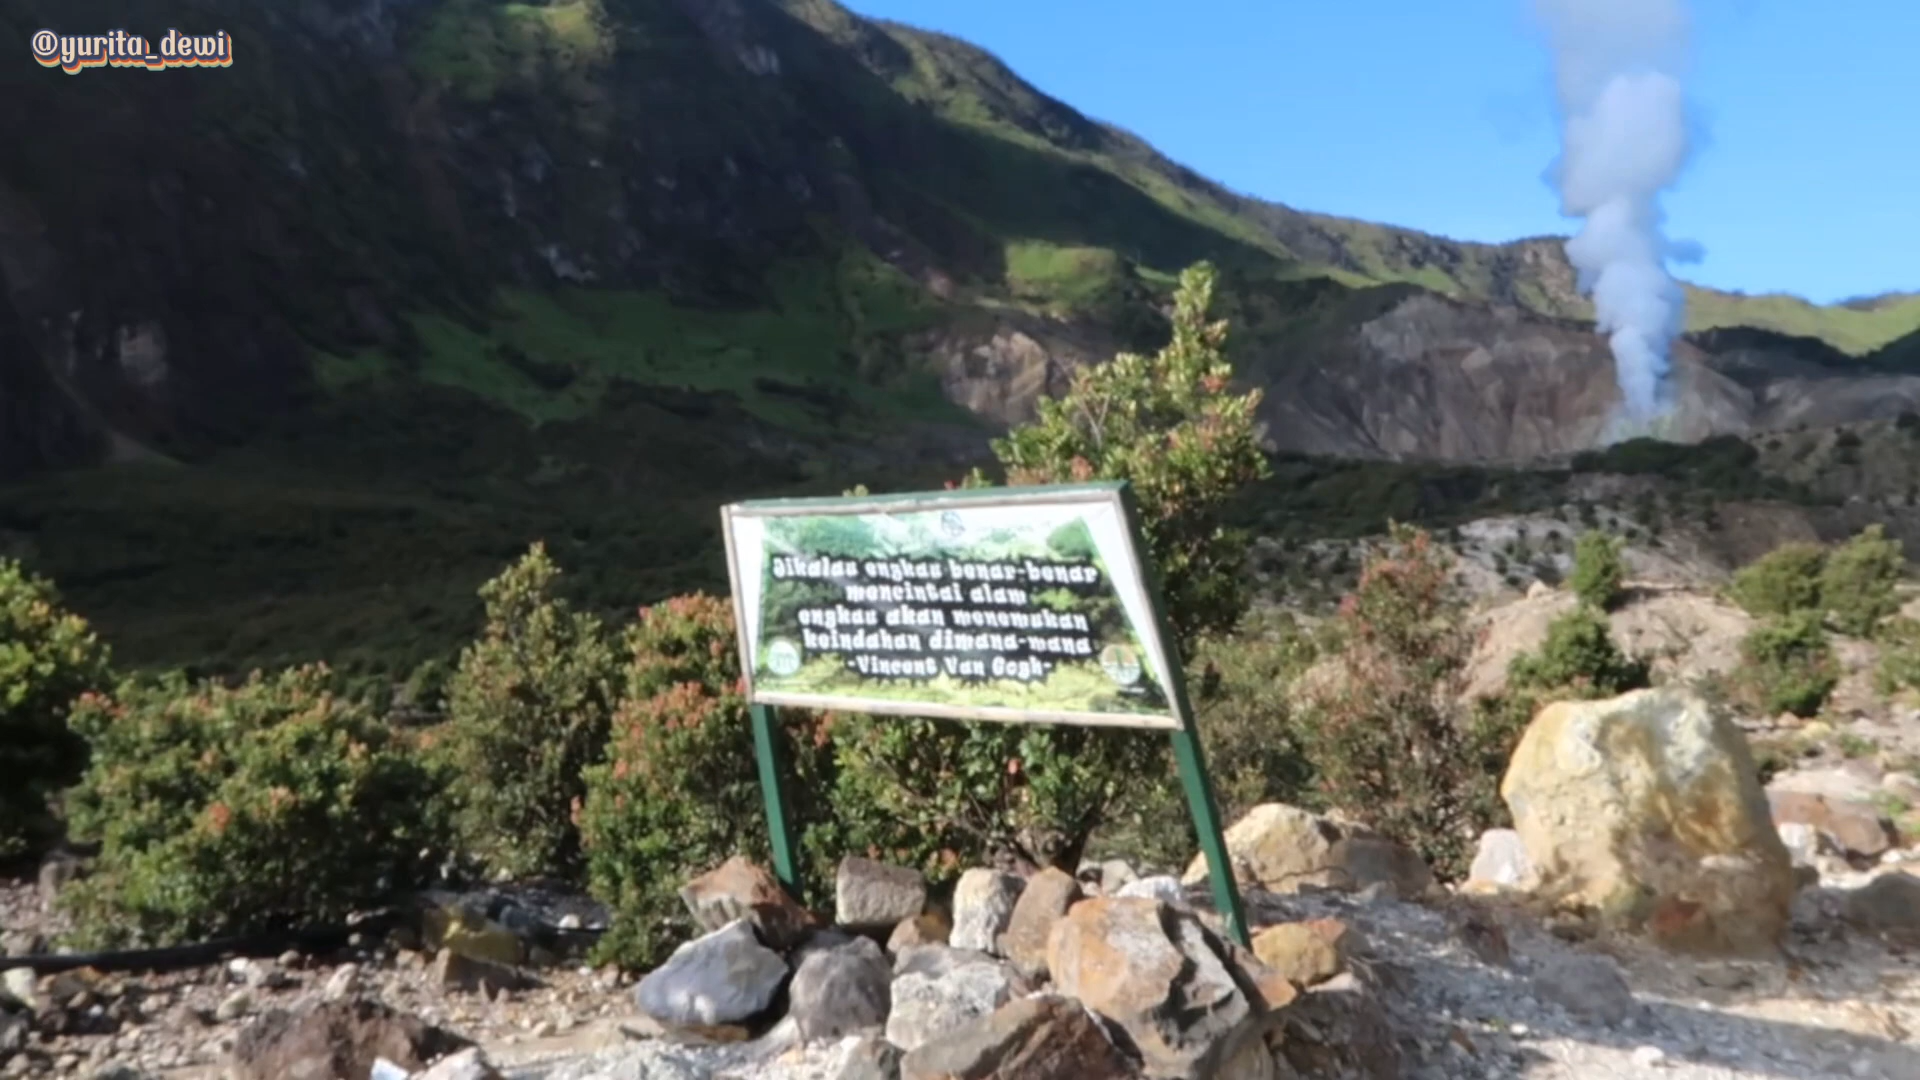 @yurita_dewi
Jikalau engkau benar-benar
mencintai alam
engkau akan menemukan
keindahan dimana-mana
-Vincent Van Gogh-